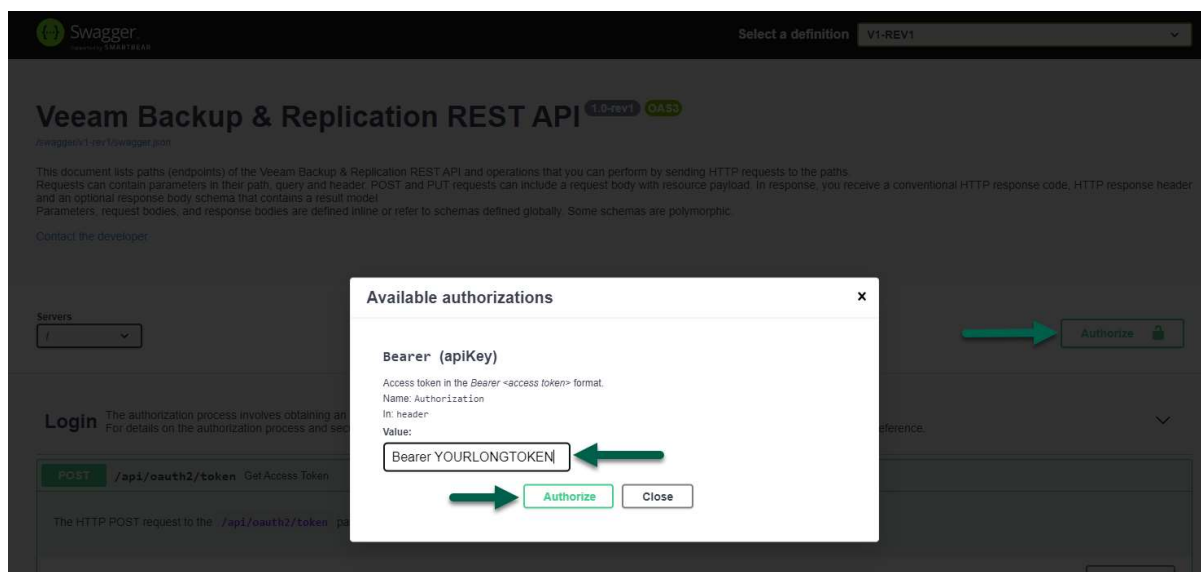 Swagger.
Supported by SMARTBEAR
Select a definition
V1-REV1
Veeam Backup & Replication REST API 1.0-rev1 OAS3
/swagger/v1-rev1/swagger.json
This document lists paths (endpoints) of the Veeam Backup & Replication REST API and operations that you can perform by sending HTTP requests to the paths.
Requests can contain parameters in their path, query and header. POST and PUT requests can include a request body with resource payload. In response, you receive a conventional HTTP response code, HTTP response header
and an optional response body schema that contains a result model.
Parameters, request bodies, and response bodies are defined inline or refer to schemas defined globally. Some schemas are polymorphic.
Contact the developer
Servers
/
Authorize
Available authorizations
x
Bearer (apiKey)
Access token in the Bearer <access token> format.
Name: Authorization
In: header
Value:
Bearer YOURLONGTOKEN
Authorize
Close
Login
The authorization process involves obtaining an
For details on the authorization process and sec
eference.
POST /api/oauth2/token Get Access Token
The HTTP POST request to the /api/oauth2/token pa